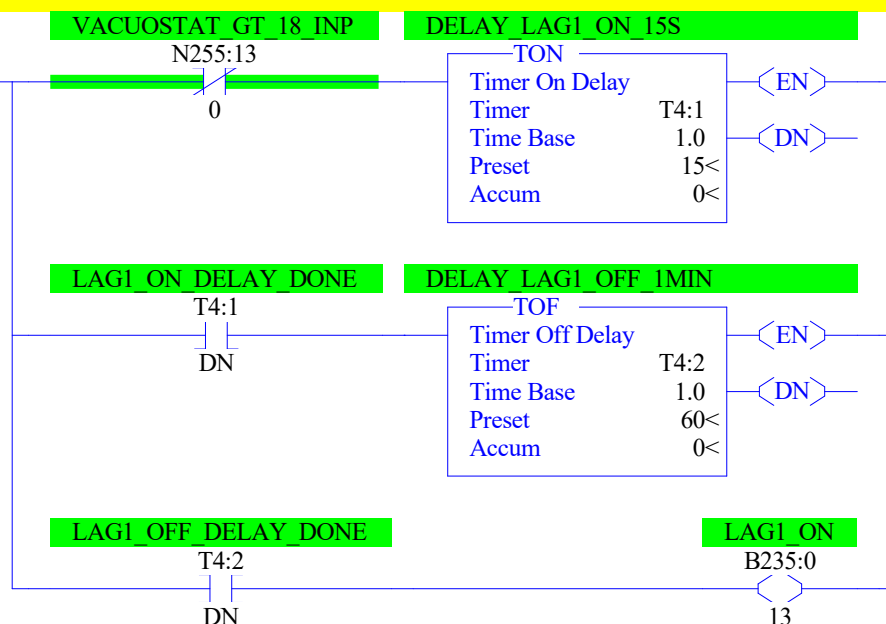 VACUOSTAT_GT_18_INP DELAY_LAG1_ON_15S
N255:13
0
TON
Timer On Delay
Timer T4:1
Time Base 1.0
Preset 15<
Accum 0<
EN
DN
LAG1_ON_DELAY_DONE DELAY_LAG1_OFF_1MIN
T4:1
DN
TOF
Timer Off Delay
Timer T4:2
Time Base 1.0
Preset 60<
Accum 0<
EN
DN
LAG1_OFF_DELAY_DONE LAG1_ON
T4:2 B235:0
DN 13